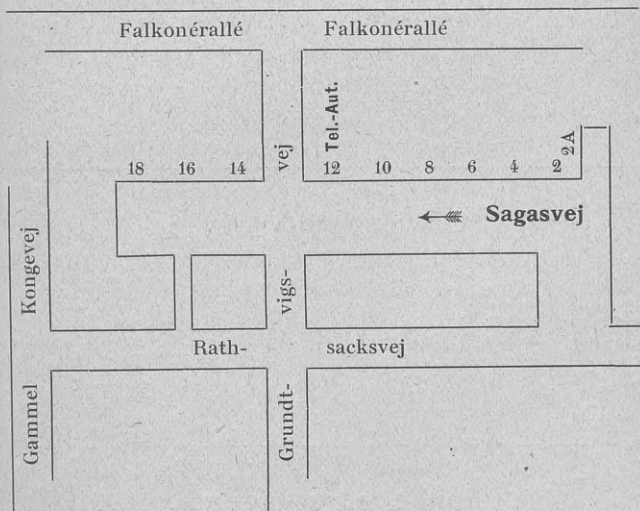 Falkonérallé Falkonérallé
Tel.-Aut.
18 16 14 vej 12 10 8 6 4 2 2A
Sagasvej
Kongevej
vigs-
Rath- sacksvej
Gammel
Grundt-